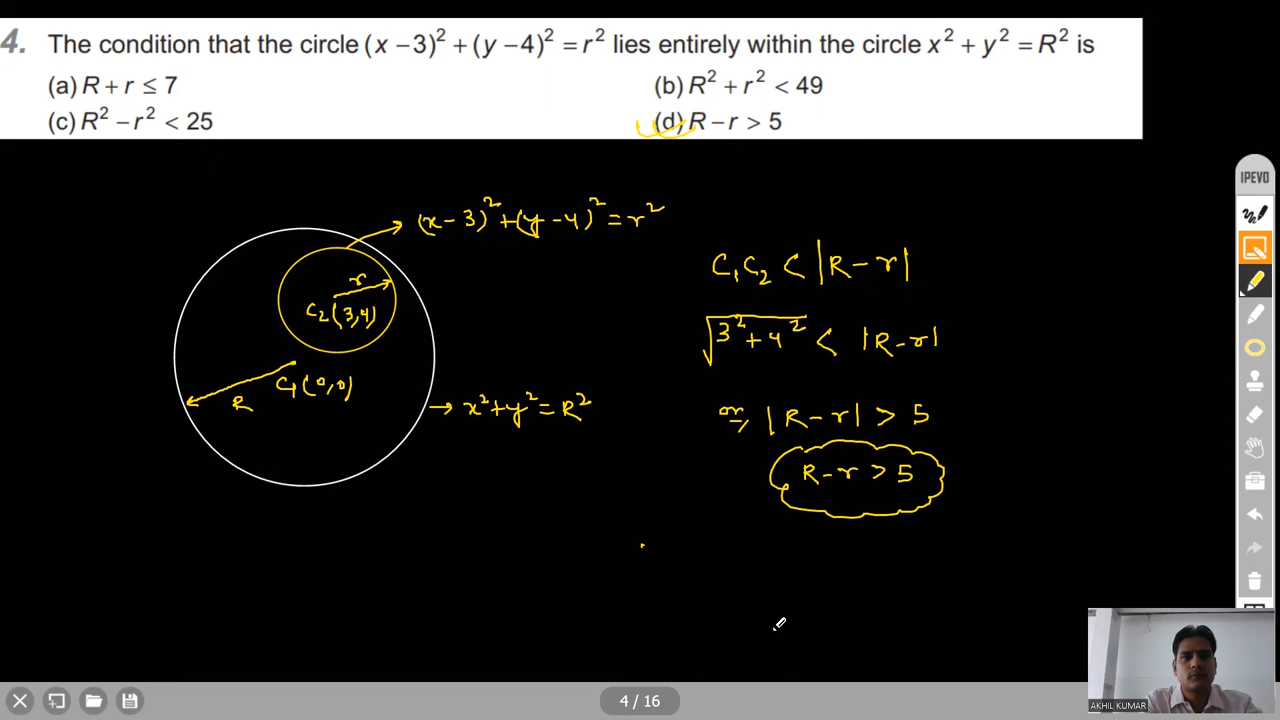 4. The condition that the circle (x − 3)² + (y − 4)² = r² lies entirely within the circle x² + y² = R² is
(a) R + r ≤ 7
(b) R² + r² < 49
(c) R² − r² < 25
(d) R − r > 5
(x − 3)² + (y − 4)² = r²
r
C₂(3,4)
C₁(0,0)
R
→ x² + y² = R²
C₁C₂ < |R − r|
√3² + 4² < |R − r|
or, |R − r| > 5
R − r > 5
IPEVO
4 / 16
AKHIL KUMAR